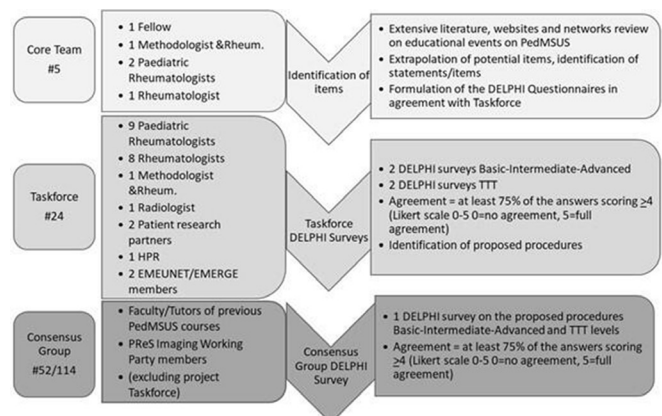 Core Team
#5
• 1 Fellow
• 1 Methodologist &Rheum.
• 2 Paediatric
Rheumatologists
• 1 Rheumatologist
Identification of
items
• Extensive literature, websites and networks review
on educational events on PedMSUS
• Extrapolation of potential items, identification of
statements/items
• Formulation of the DELPHI Questionnaires in
agreement with Taskforce
Taskforce
#24
• 9 Paediatric
Rheumatologists
• 8 Rheumatologists
• 1 Methodologist
&Rheum.
• 1 Radiologist
• 2 Patient research
partners
• 1 HPR
• 2 EMEUNET/EMERGE
members
Taskforce
DELPHI Surveys
• 2 DELPHI surveys Basic-Intermediate-Advanced
• 2 DELPHI surveys TTT
• Agreement = at least 75% of the answers scoring ≥4
(Likert scale 0-5 0=no agreement, 5=full
agreement)
• Identification of proposed procedures
Consensus
Group
#52/114
• Faculty/Tutors of previous
PedMSUS courses
• PReS Imaging Working
Party members
• (excluding project
Taskforce)
Consensus
Group DELPHI
Survey
• 1 DELPHI survey on the proposed procedures
Basic-Intermediate-Advanced and TTT levels
• Agreement = at least 75% of the answers scoring
≥4 (Likert scale 0-5 0=no agreement, 5=full
agreement)